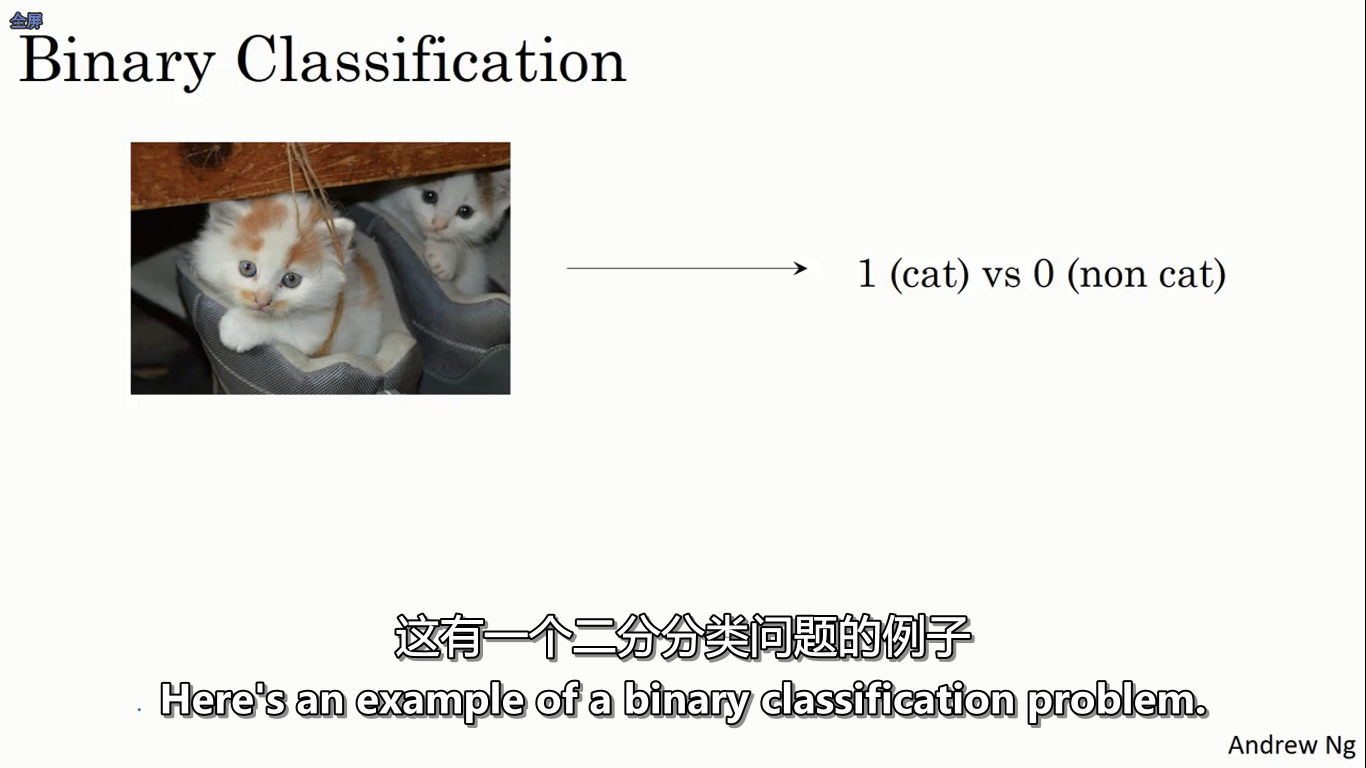 全屏
Binary Classification
1 (cat) vs 0 (non cat)
这有一个二分分类问题的例子
Here's an example of a binary classification problem.
Andrew Ng